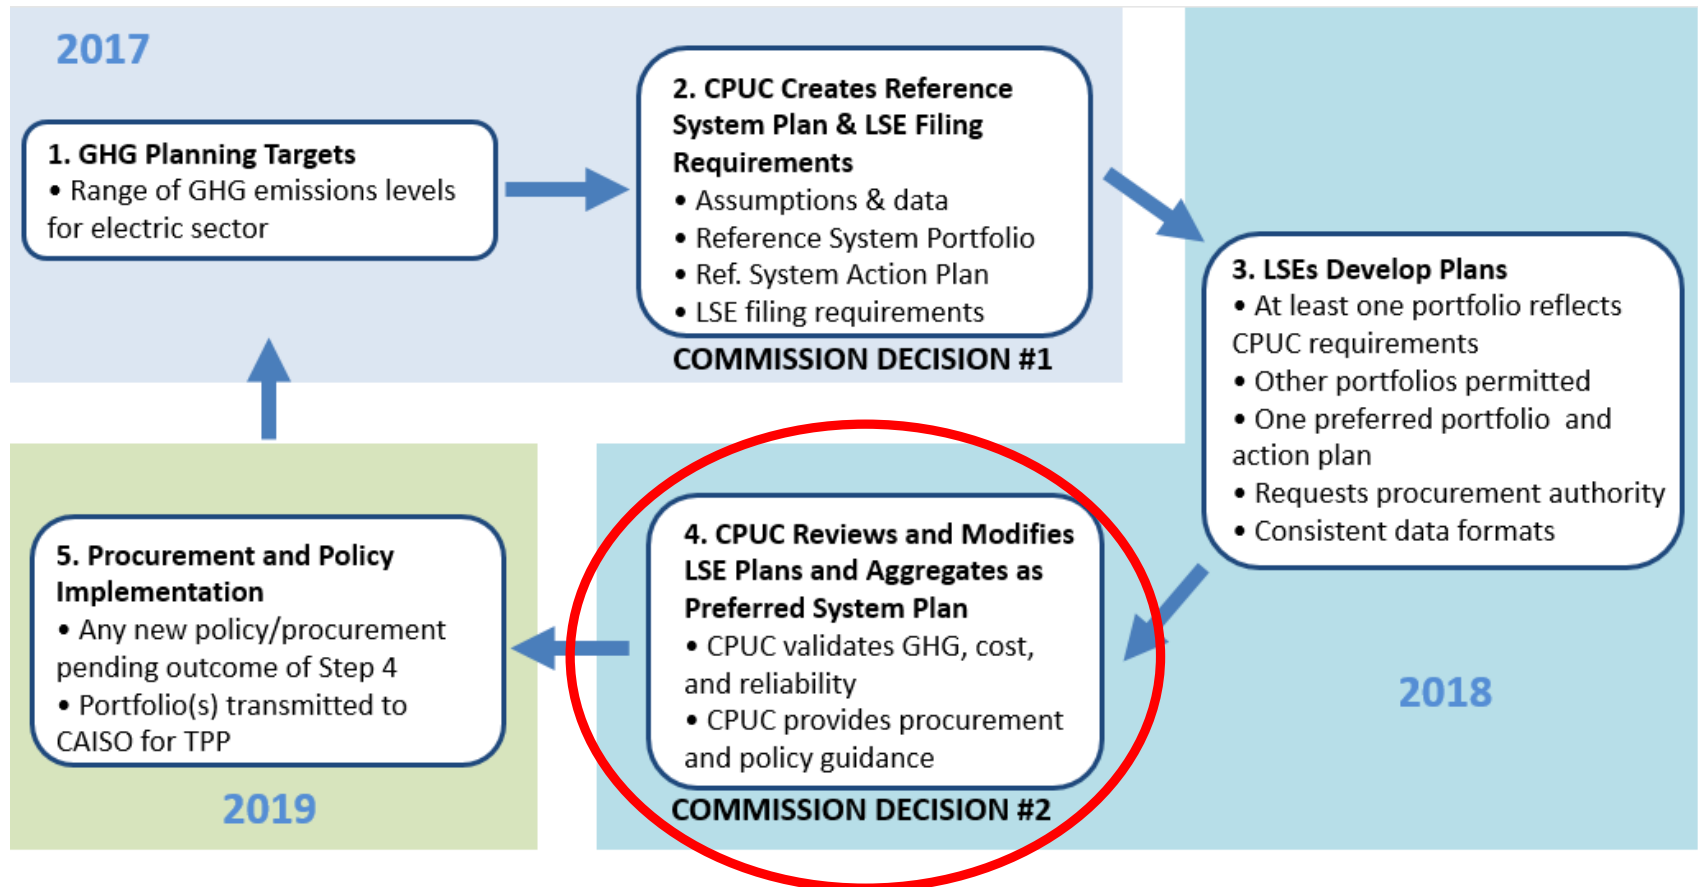 2017
1. GHG Planning Targets
• Range of GHG emissions levels
for electric sector
2. CPUC Creates Reference
System Plan & LSE Filing
Requirements
• Assumptions & data
• Reference System Portfolio
• Ref. System Action Plan
• LSE filing requirements
COMMISSION DECISION #1
3. LSEs Develop Plans
• At least one portfolio reflects
CPUC requirements
• Other portfolios permitted
• One preferred portfolio and
action plan
• Requests procurement authority
• Consistent data formats
2018
4. CPUC Reviews and Modifies
LSE Plans and Aggregates as
Preferred System Plan
• CPUC validates GHG, cost,
and reliability
• CPUC provides procurement
and policy guidance
COMMISSION DECISION #2
5. Procurement and Policy
Implementation
• Any new policy/procurement
pending outcome of Step 4
• Portfolio(s) transmitted to
CAISO for TPP
2019